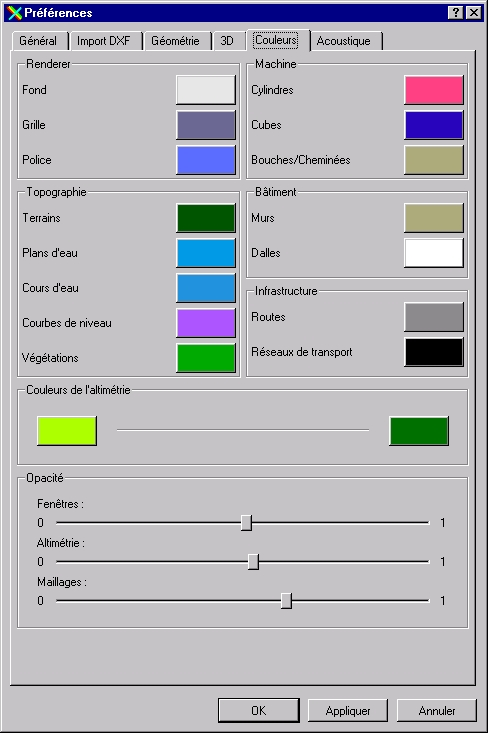 Préférences
Général Import DXF Géométrie 3D Couleurs Acoustique
Renderer
Fond
Grille
Police
Machine
Cylindres
Cubes
Bouches/Cheminées
Topographie
Terrains
Plans d'eau
Cours d'eau
Courbes de niveau
Végétations
Bâtiment
Murs
Dalles
Infrastructure
Routes
Réseaux de transport
Couleurs de l'altimétrie
Opacité
Fenêtres :
0 1
Altimétrie :
0 1
Maillages :
0 1
OK Appliquer Annuler